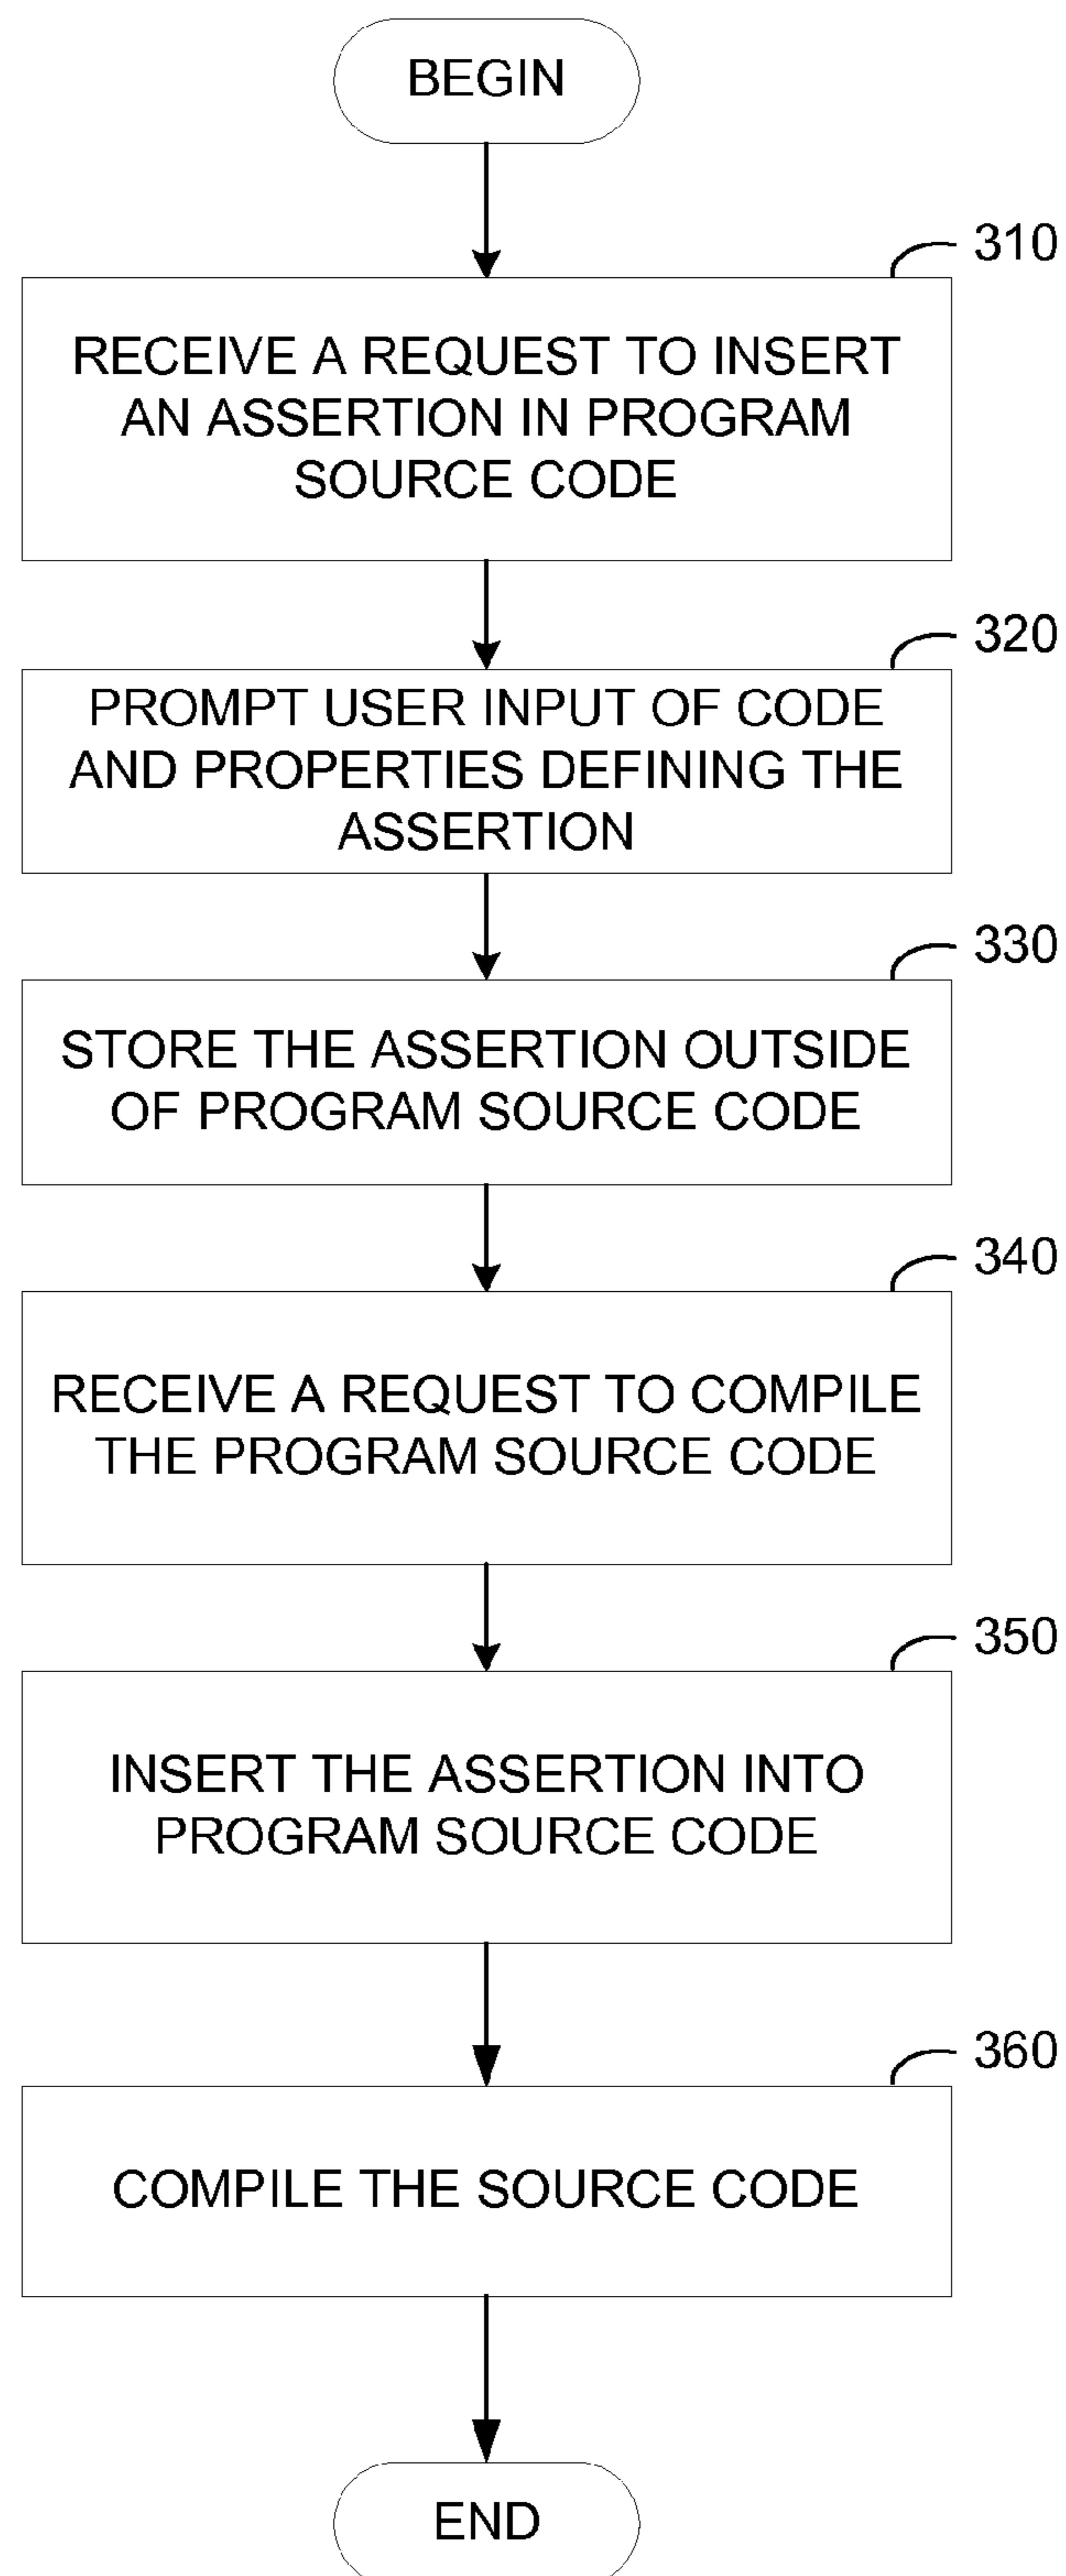 BEGIN
310
RECEIVE A REQUEST TO INSERT
AN ASSERTION IN PROGRAM
SOURCE CODE
320
PROMPT USER INPUT OF CODE
AND PROPERTIES DEFINING THE
ASSERTION
330
STORE THE ASSERTION OUTSIDE
OF PROGRAM SOURCE CODE
340
RECEIVE A REQUEST TO COMPILE
THE PROGRAM SOURCE CODE
350
INSERT THE ASSERTION INTO
PROGRAM SOURCE CODE
360
COMPILE THE SOURCE CODE
END